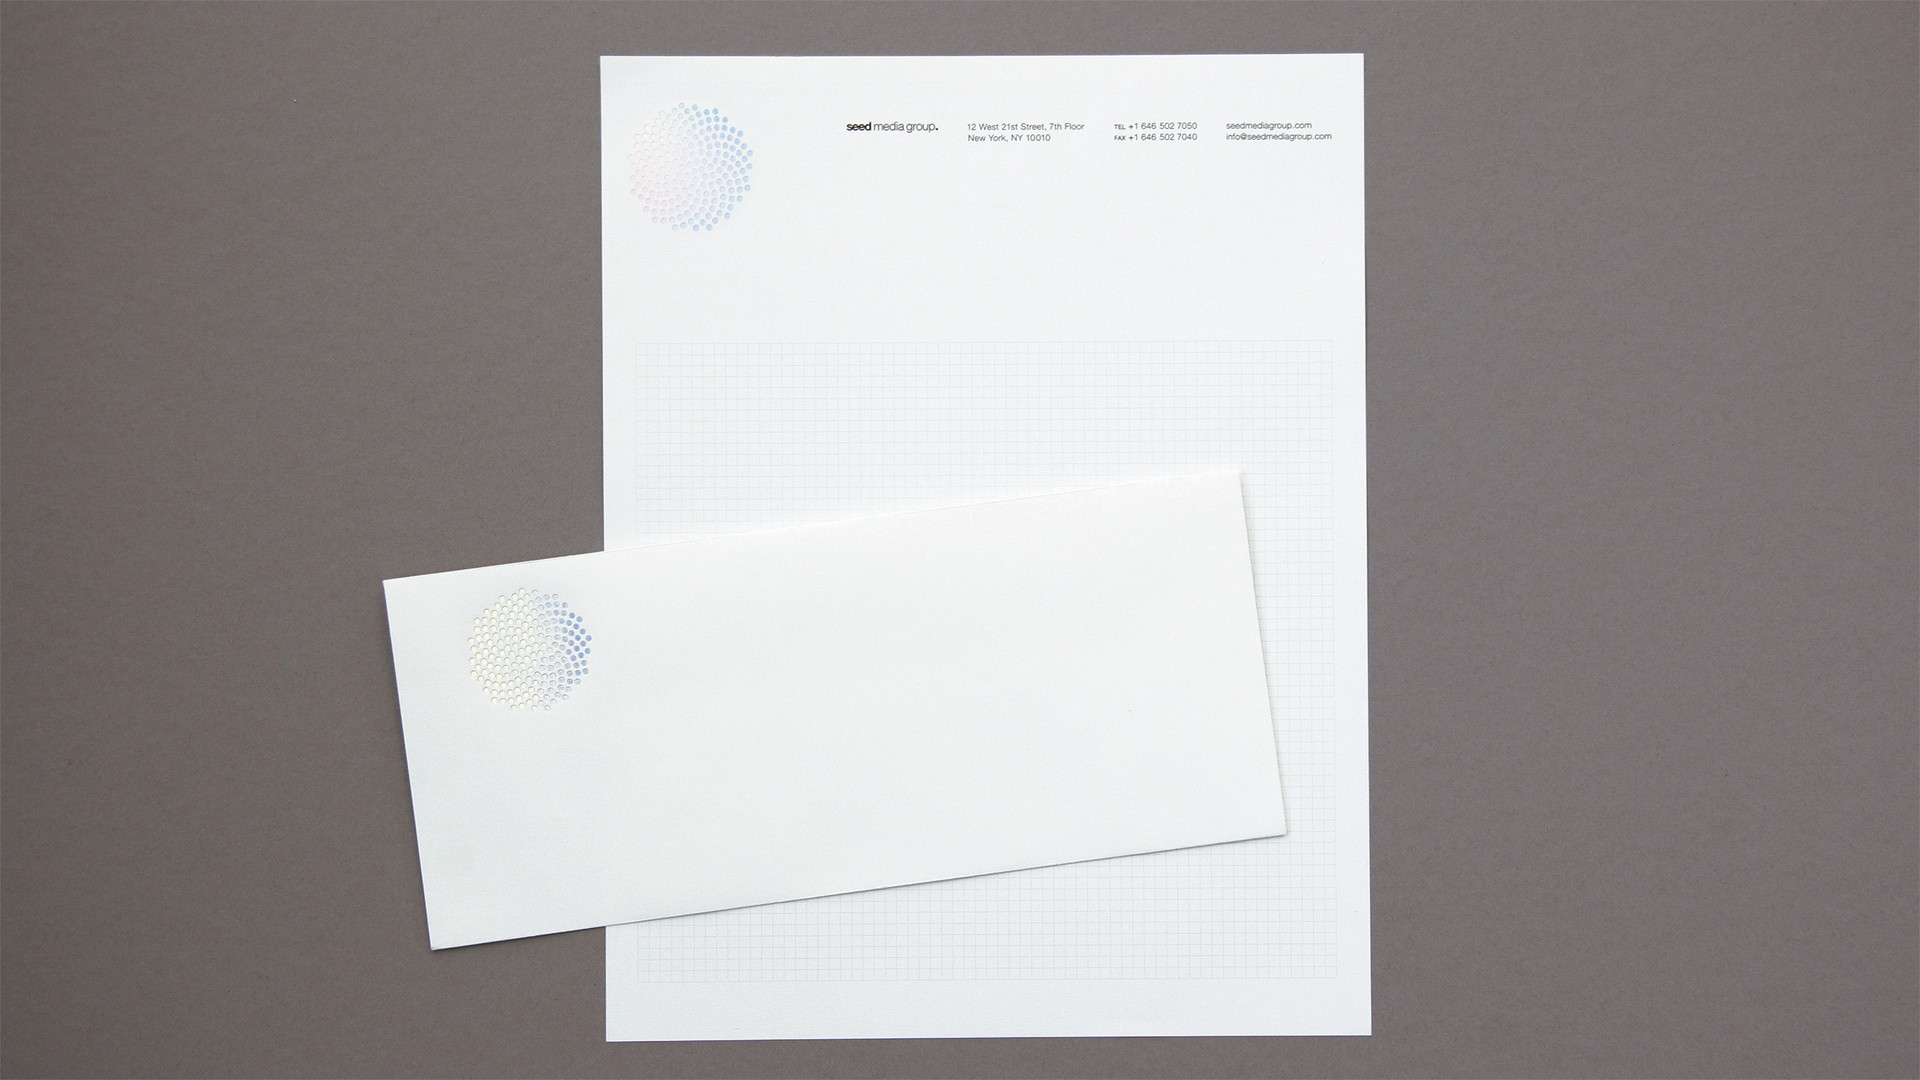 seed media group.
12 West 21st Street, 7th Floor
New York, NY 10010
TEL +1 646 502 7050
FAX +1 646 502 7040
seedmediagroup.com
info@seedmediagroup.com